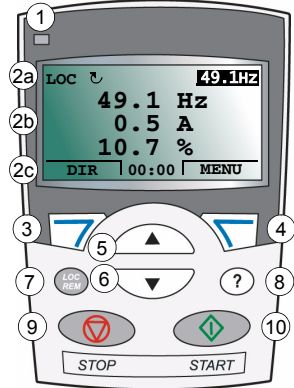 1
2a LOC ↻ 49.1Hz
2b 49.1 Hz
0.5 A
10.7 %
2c DIR 00:00 MENU
3 4
5
7 LOC REM 6 ? 8
9 10
STOP START